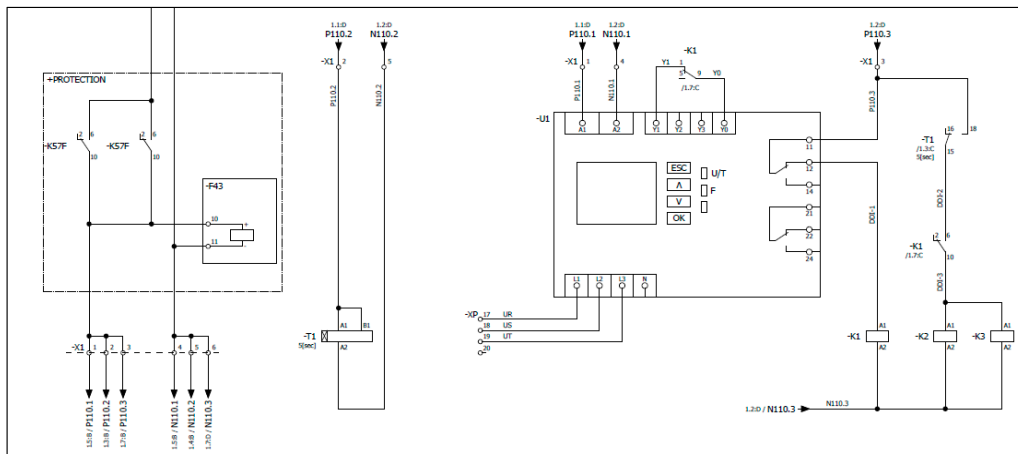 +PROTECTION
-K57F
2
6
10
-K57F
2
6
10
-F43
10
11
+
-
-X1
1
2
3
4
5
6
1.5:B / P110.1
1.3:B / P110.2
1.7:B / P110.3
1.5:B / N110.1
1.4:B / N110.2
1.7:D / N110.3
1.1:D
P110.2
1.2:D
N110.2
-X1
2
5
P110.2
N110.2
-T1
5[sec]
A1
B1
A2
1.1:D
P110.1
1.2:D
N110.1
-X1
1
4
P110.1
N110.1
-K1
Y1
1
5
9
Y0
/1.7:C
-U1
A1
A2
Y1
Y2
Y3
Y0
ESC
Λ
V
OK
U/T
F
11
12
14
21
22
24
L1
L2
L3
N
-XP
17
UR
18
US
19
UT
20
1.2:D
P110.3
-X1
3
P110.3
-T1
/1.3:C
5[sec]
16
18
15
D01-1
D01-2
-K1
/1.7:C
2
6
10
D01-3
-K1
A1
A2
-K2
A1
A2
-K3
A1
A2
1.2:D / N110.3
N110.3